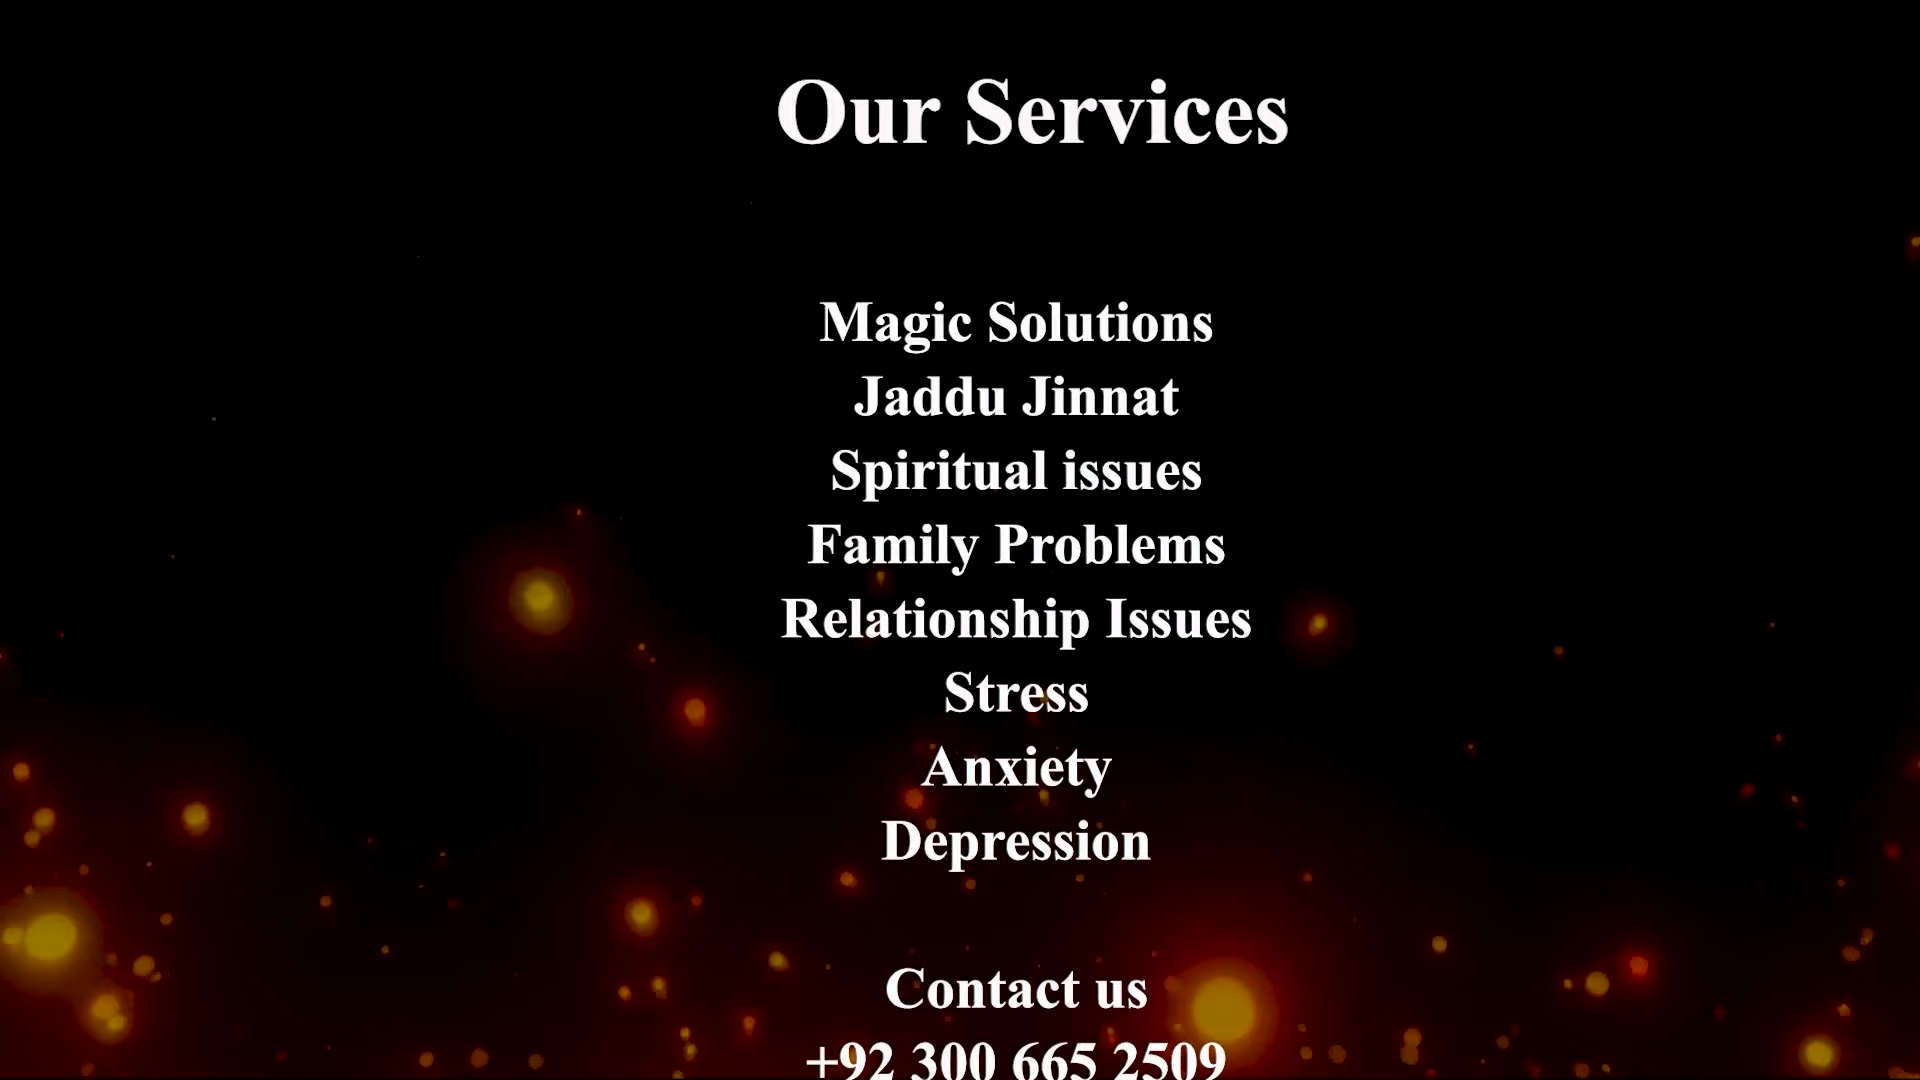 Our Services
Magic Solutions
Jaddu Jinnat
Spiritual issues
Family Problems
Relationship Issues
Stress
Anxiety
Depression
Contact us
+92 300 665 2509